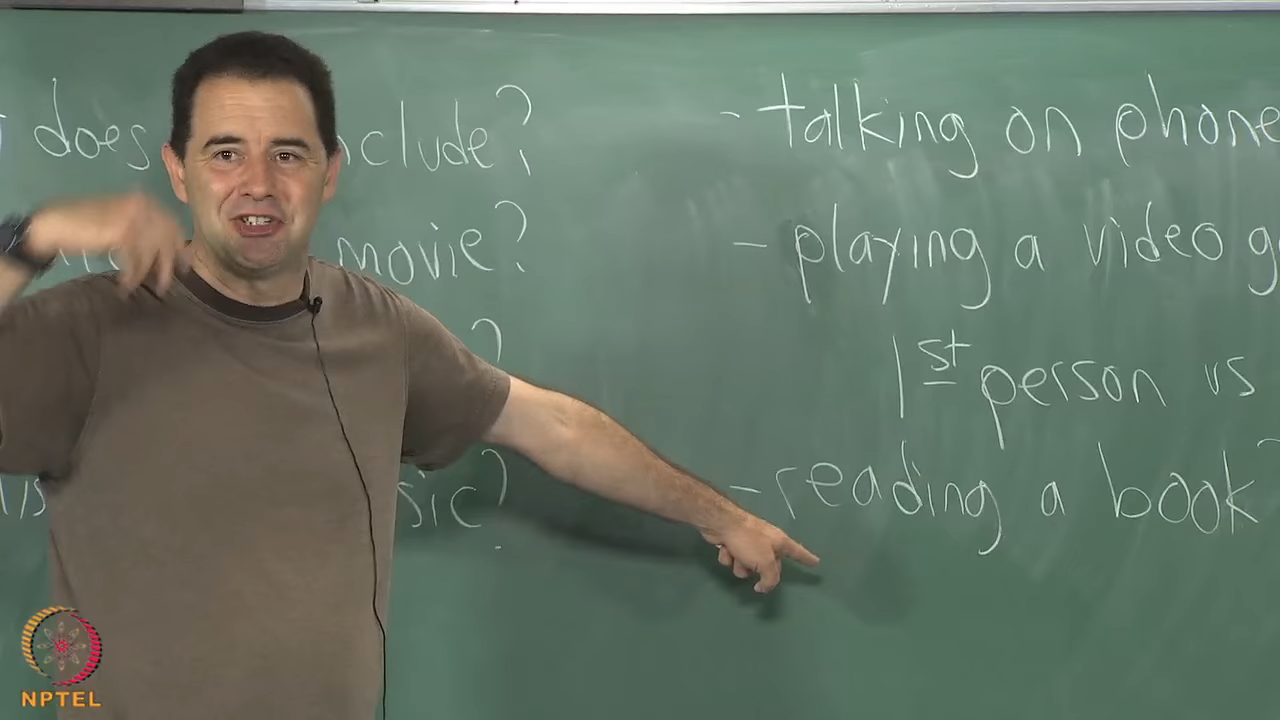 does clude?
movie?
?
sic?
- talking on phone
- playing a video g
1st person vs
- reading a book
NPTEL